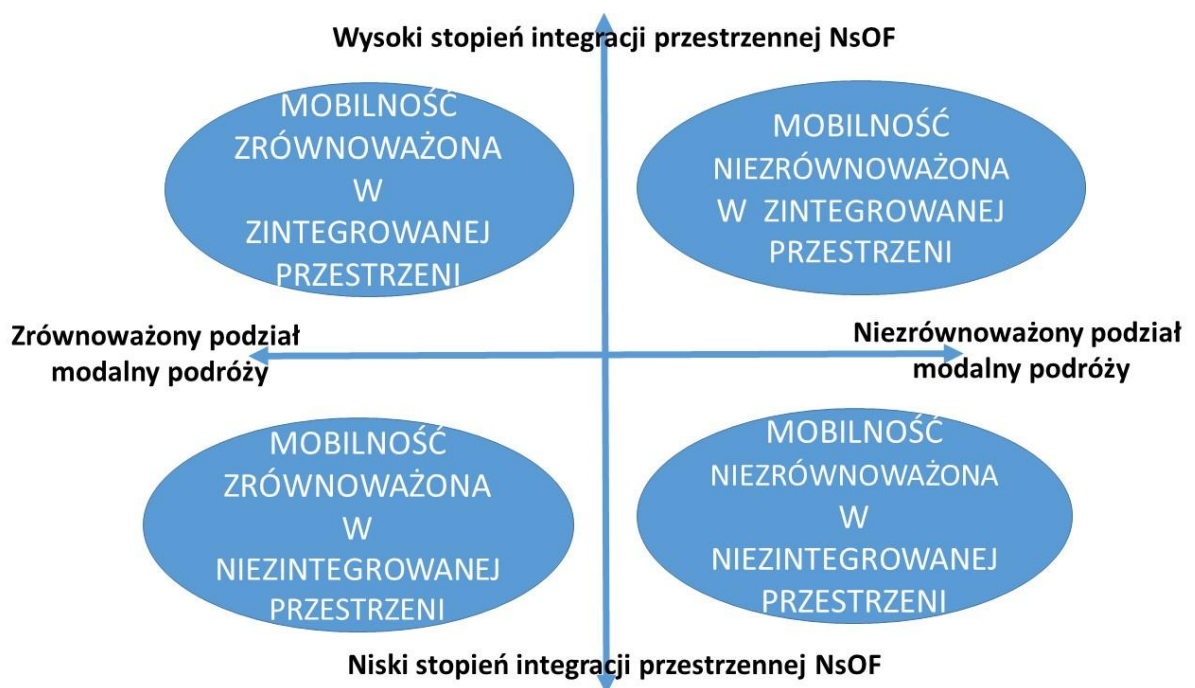 Wysoki stopień integracji przestrzennej NsOF
MOBILNOŚĆ
ZRÓWNOWAŻONA
W
ZINTEGROWANEJ
PRZESTRZENI
MOBILNOŚĆ
NIEZRÓWNOWAŻONA
W ZINTEGROWANEJ
PRZESTRZENI
Zrównoważony podział
modalny podróży
Niezrównoważony podział
modalny podróży
MOBILNOŚĆ
ZRÓWNOWAŻONA
W
NIEZINTEGROWANEJ
PRZESTRZENI
MOBILNOŚĆ
NIEZRÓWNOWAŻONA
W
NIEZINTEGROWANEJ
PRZESTRZENI
Niski stopień integracji przestrzennej NsOF